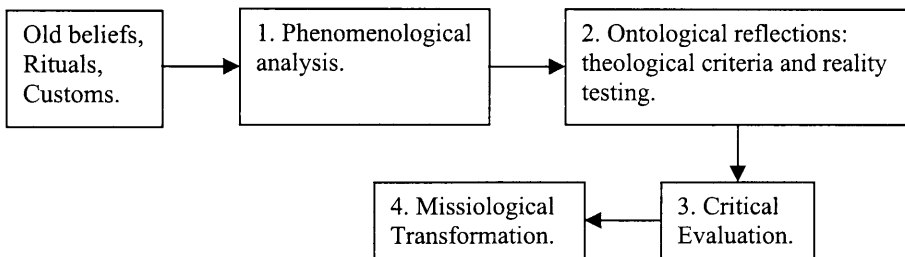 Old beliefs,
Rituals,
Customs.
1. Phenomenological
analysis.
2. Ontological reflections:
theological criteria and reality
testing.
3. Critical
Evaluation.
4. Missiological
Transformation.